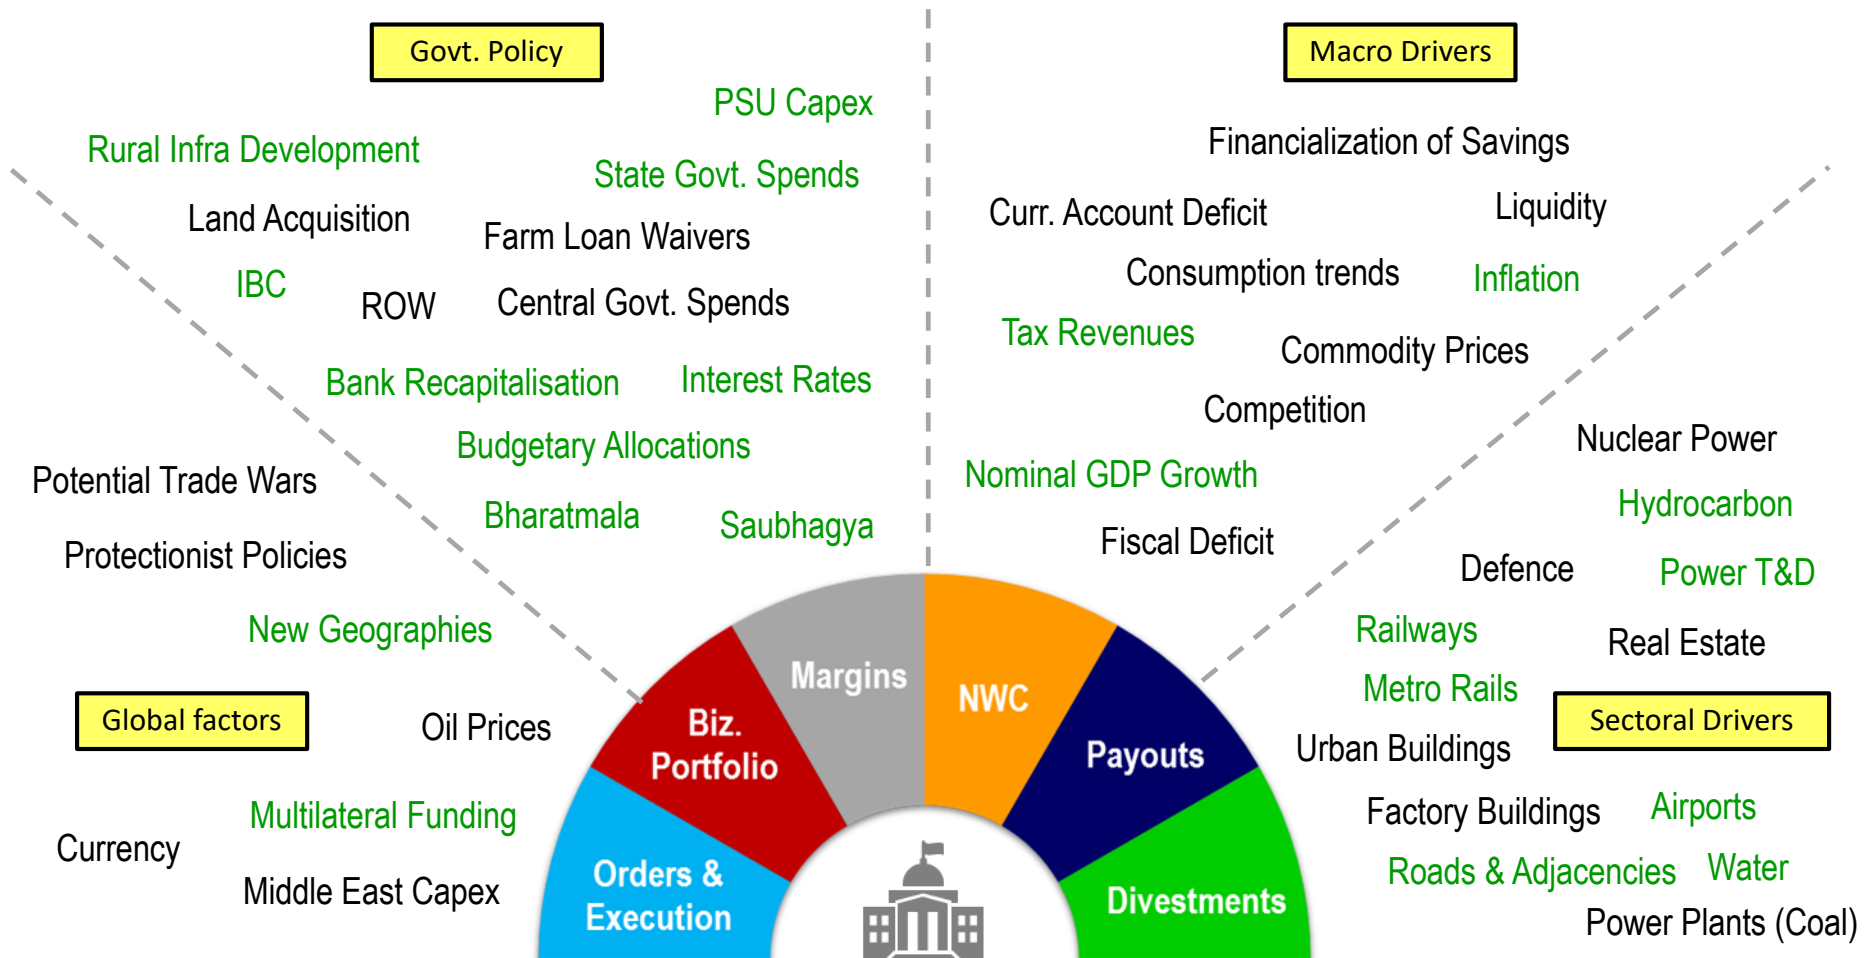 Govt. Policy
PSU Capex
Rural Infra Development
State Govt. Spends
Land Acquisition
Farm Loan Waivers
IBC
ROW
Central Govt. Spends
Bank Recapitalisation
Interest Rates
Budgetary Allocations
Bharatmala
Saubhagya
Macro Drivers
Financialization of Savings
Curr. Account Deficit
Liquidity
Consumption trends
Inflation
Tax Revenues
Commodity Prices
Competition
Nominal GDP Growth
Fiscal Deficit
Potential Trade Wars
Protectionist Policies
New Geographies
Global factors
Oil Prices
Multilateral Funding
Currency
Middle East Capex
Nuclear Power
Hydrocarbon
Defence
Power T&D
Railways
Real Estate
Metro Rails
Sectoral Drivers
Urban Buildings
Factory Buildings
Airports
Roads & Adjacencies
Water
Power Plants (Coal)
Orders &
Execution
Biz.
Portfolio
Margins
NWC
Payouts
Divestments